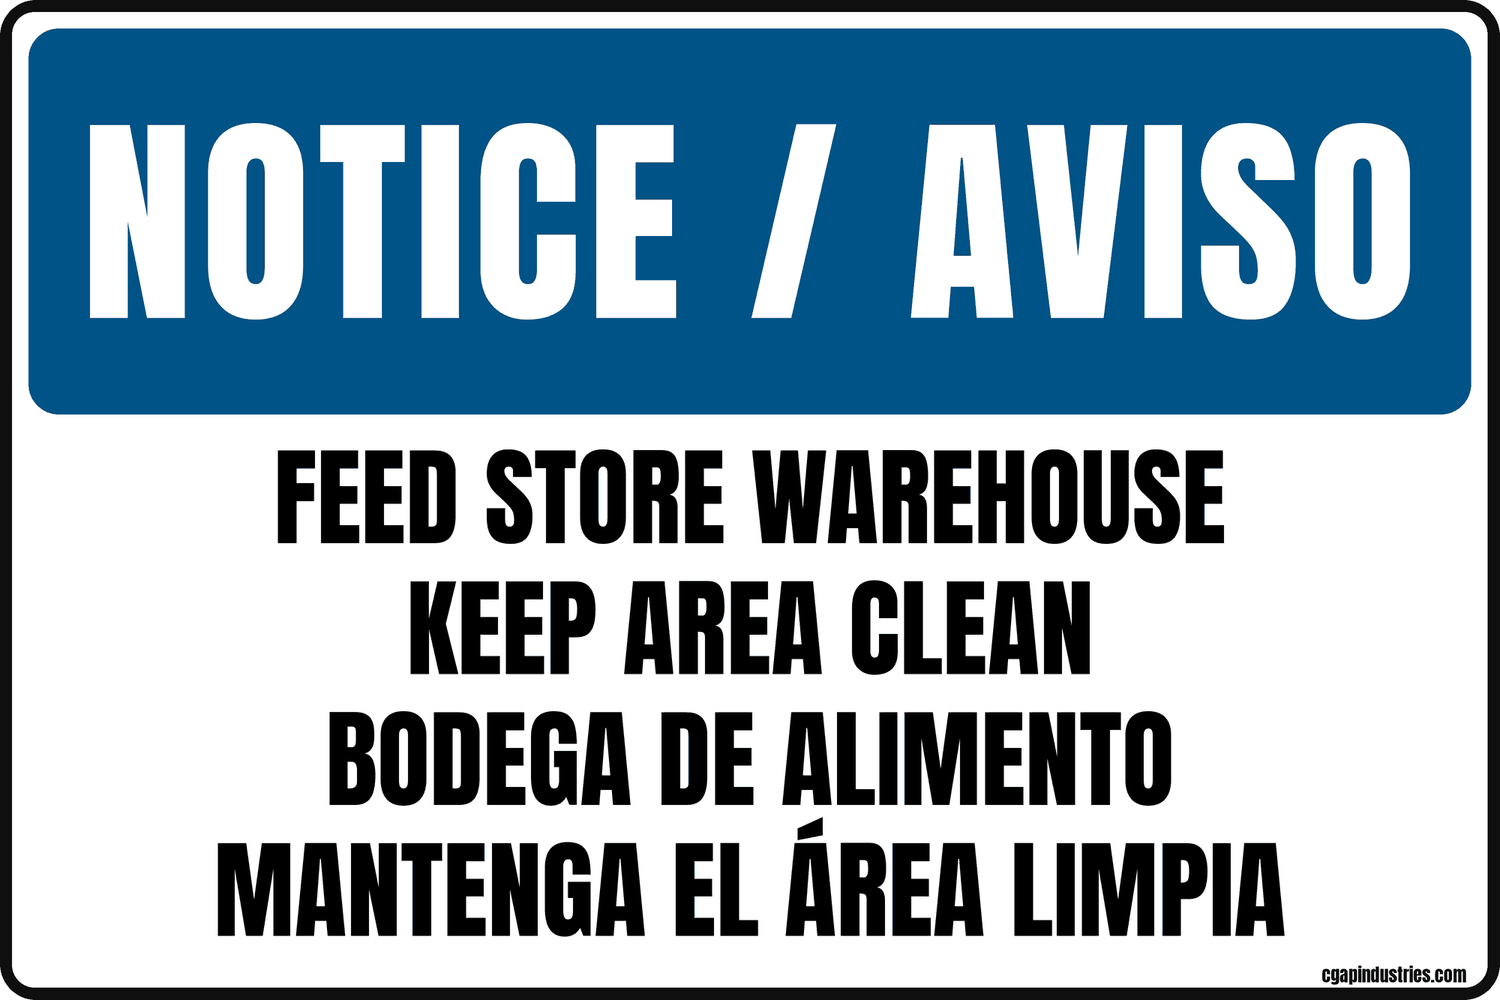 NOTICE / AVISO
FEED STORE WAREHOUSE
KEEP AREA CLEAN
BODEGA DE ALIMENTO
MANTENGA EL ÁREA LIMPIA
cgapindustries.com